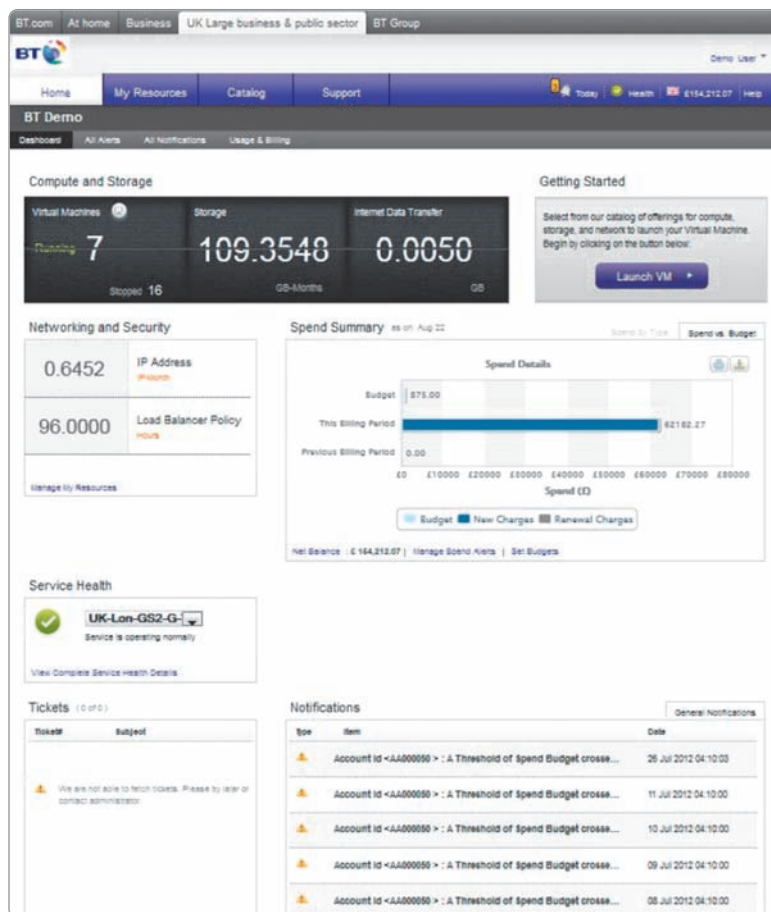 BT.com At home Business UK Large business & public sector BT Group
BT
Demo User
Home My Resources Catalog Support
Today Health £154,212.07 Help
BT Demo
Dashboard All Alerts All Notifications Usage & Billing
Compute and Storage
Virtual Machines Storage Internet Data Transfer
Running 7 109.3548 0.0050
Stopped 16 GB-Months GB
Getting Started
Select from our catalog of offerings for compute,
storage, and network to launch your Virtual Machine.
Begin by clicking on the button below:
Launch VM
Networking and Security
0.6452 IP Address
IP-Month
96.0000 Load Balancer Policy
Hours
Manage My Resources
Spend Summary as on Aug 22
Spend by Type Spend vs. Budget
Spend Details
Budget 575.00
This Billing Period 62182.27
Previous Billing Period 0.00
£0 £10000 £20000 £30000 £40000 £50000 £60000 £70000 £80000
Spend (£)
Budget New Charges Renewal Charges
Net Balance : £ 154,212.07 | Manage Spend Alerts | Set Budgets
Service Health
UK-Lon-GS2-G-
Service is operating normally
View Complete Service Health Details
Tickets ( 0 of 0 )
Ticket# Subject
We are not able to fetch tickets. Please try later or
contact administrator.
Notifications
General Notifications
Type Item Date
Account Id <AA000050 > : A Threshold of Spend Budget crosse... 26 Jul 2012 04:10:03
Account Id <AA000050 > : A Threshold of Spend Budget crosse... 11 Jul 2012 04:10:00
Account Id <AA000050 > : A Threshold of Spend Budget crosse... 10 Jul 2012 04:10:00
Account Id <AA000050 > : A Threshold of Spend Budget crosse... 09 Jul 2012 04:10:00
Account Id <AA000050 > : A Threshold of Spend Budget crosse... 08 Jul 2012 04:10:00